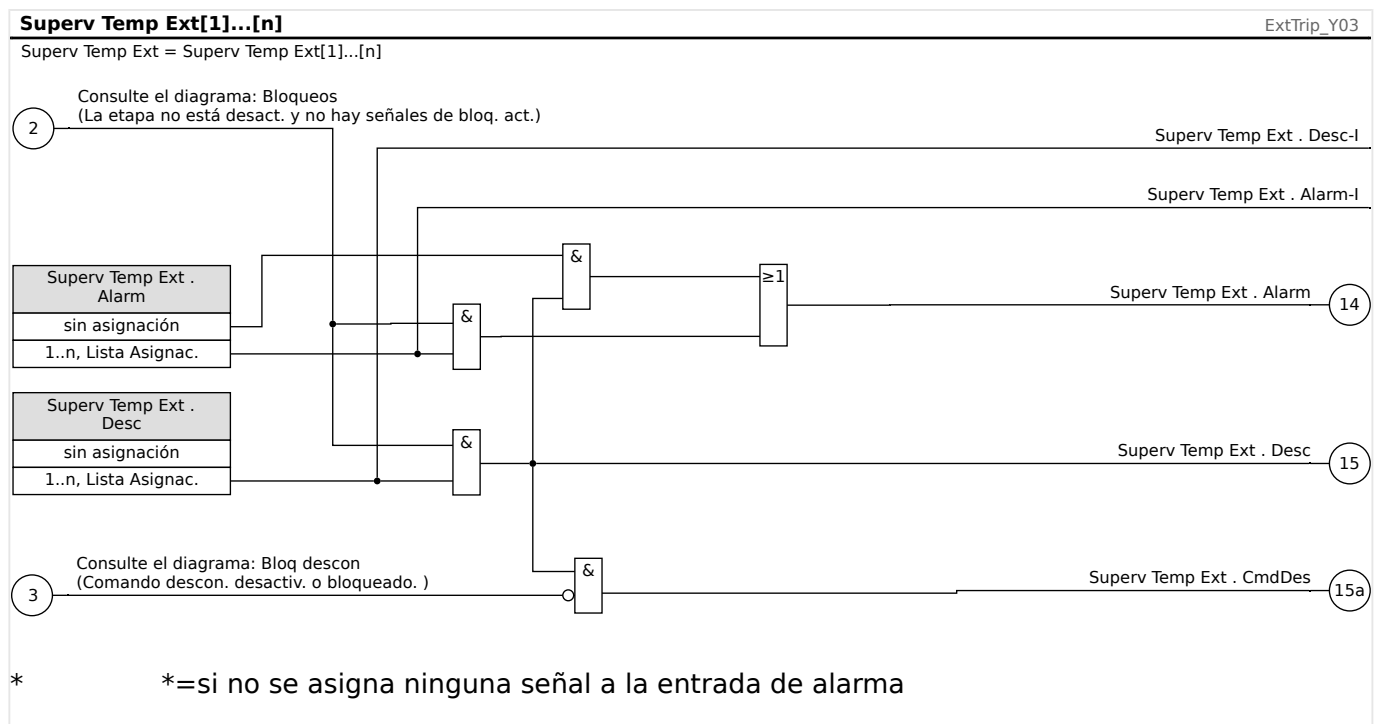 Superv Temp Ext[1]...[n]
ExtTrip_Y03
Superv Temp Ext = Superv Temp Ext[1]...[n]
Consulte el diagrama: Bloqueos
(La etapa no está desact. y no hay señales de bloq. act.)
2
Superv Temp Ext . Desc-I
Superv Temp Ext . Alarm-I
&
Superv Temp Ext .
Alarm
≥1
Superv Temp Ext . Alarm
14
sin asignación
&
1..n, Lista Asignac.
Superv Temp Ext .
Desc
&
Superv Temp Ext . Desc
15
sin asignación
1..n, Lista Asignac.
Consulte el diagrama: Bloq descon
(Comando descon. desactiv. o bloqueado. )
3
&
Superv Temp Ext . CmdDes
15a
* *=si no se asigna ninguna señal a la entrada de alarma